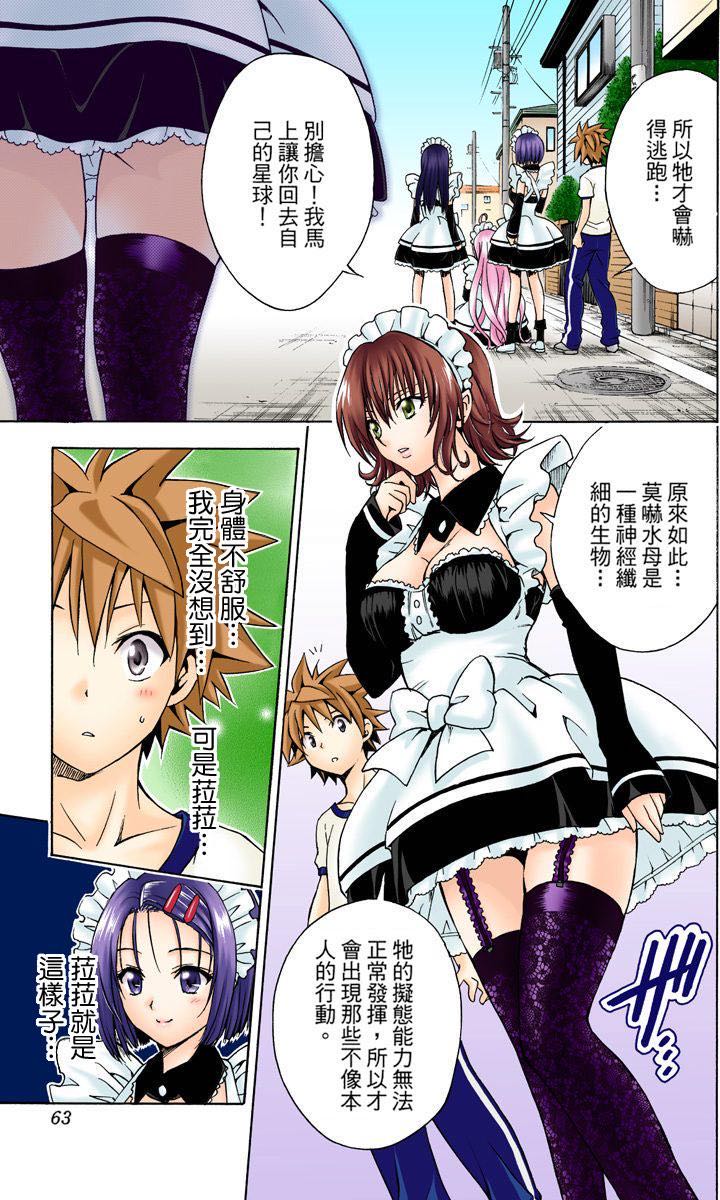 所以牠才會嚇
得逃跑…
別擔心！我馬
上讓你回去自
己的星球！
原來如此…
莫嚇水母是
一種神經纖
細的生物…
牠的擬態能力無法
正常發揮，所以才
會出現那些不像本
人的行動。
身體不舒服…
我完全沒想到…
可是菈菈…
菈菈就是
這樣子…
63